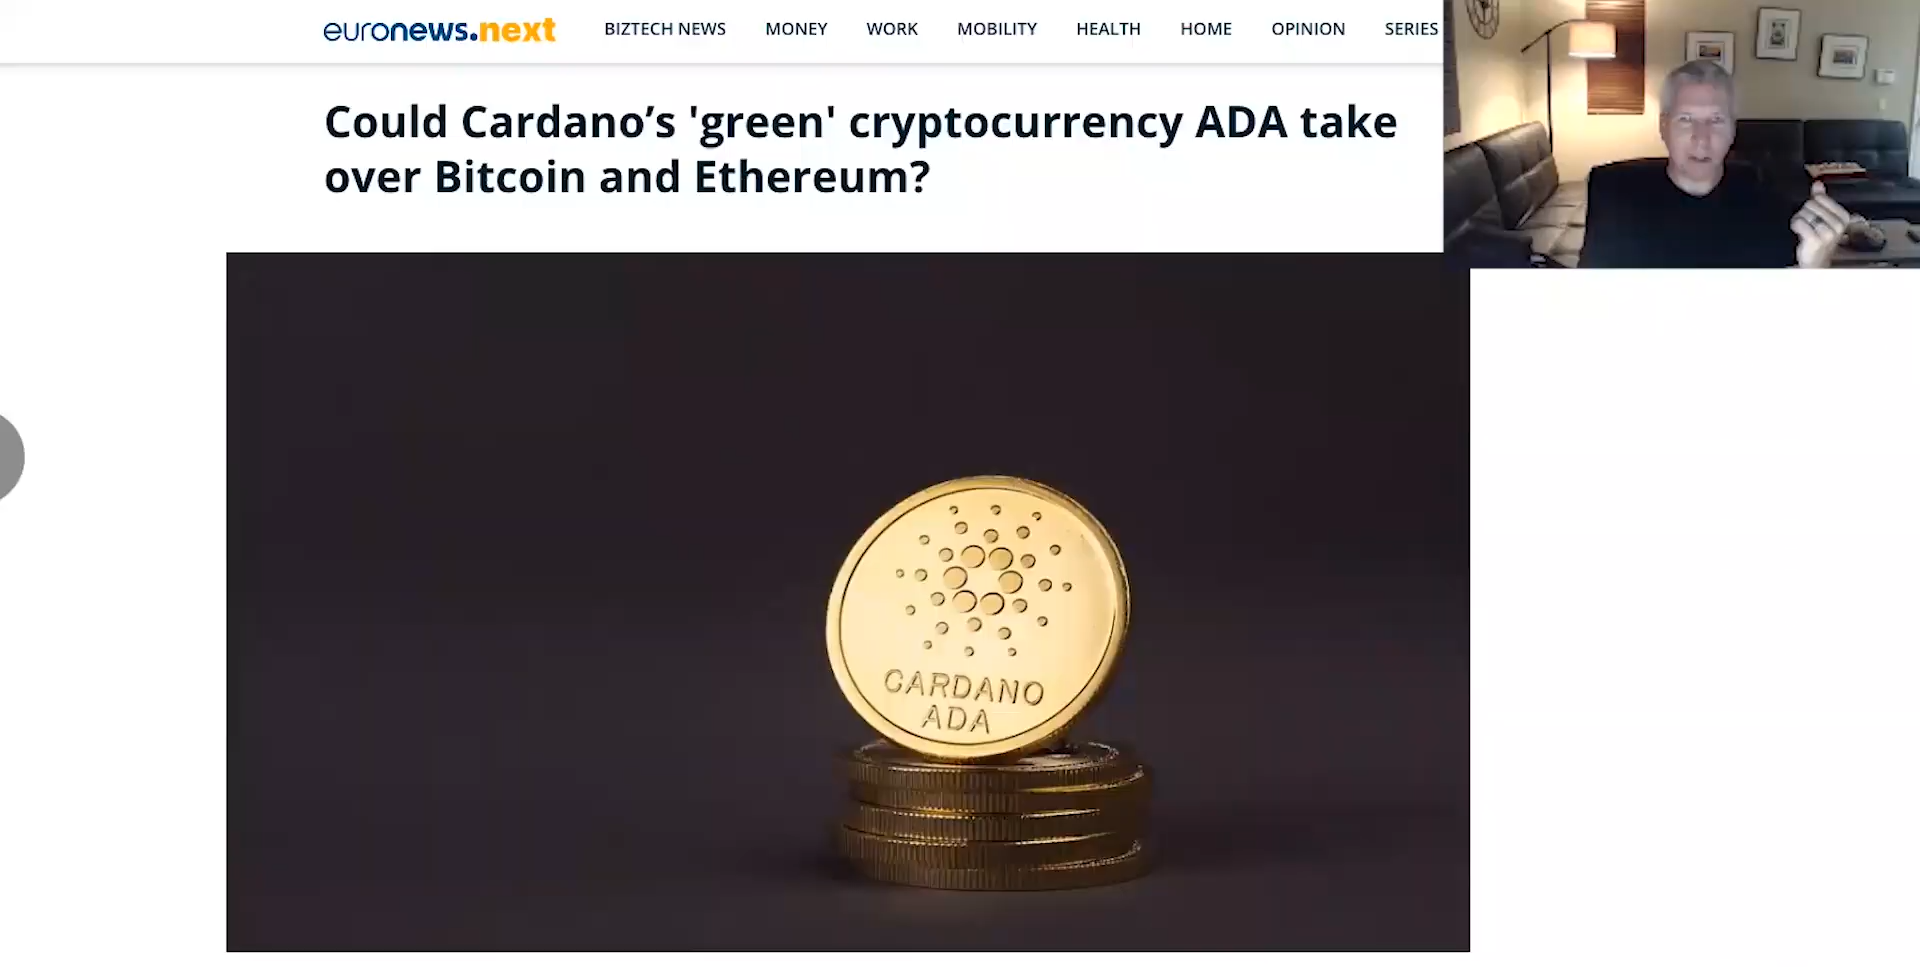 euronews.next BIZTECH NEWS MONEY WORK MOBILITY HEALTH HOME OPINION SERIES
Could Cardano’s 'green' cryptocurrency ADA take
over Bitcoin and Ethereum?
CARDANO
ADA